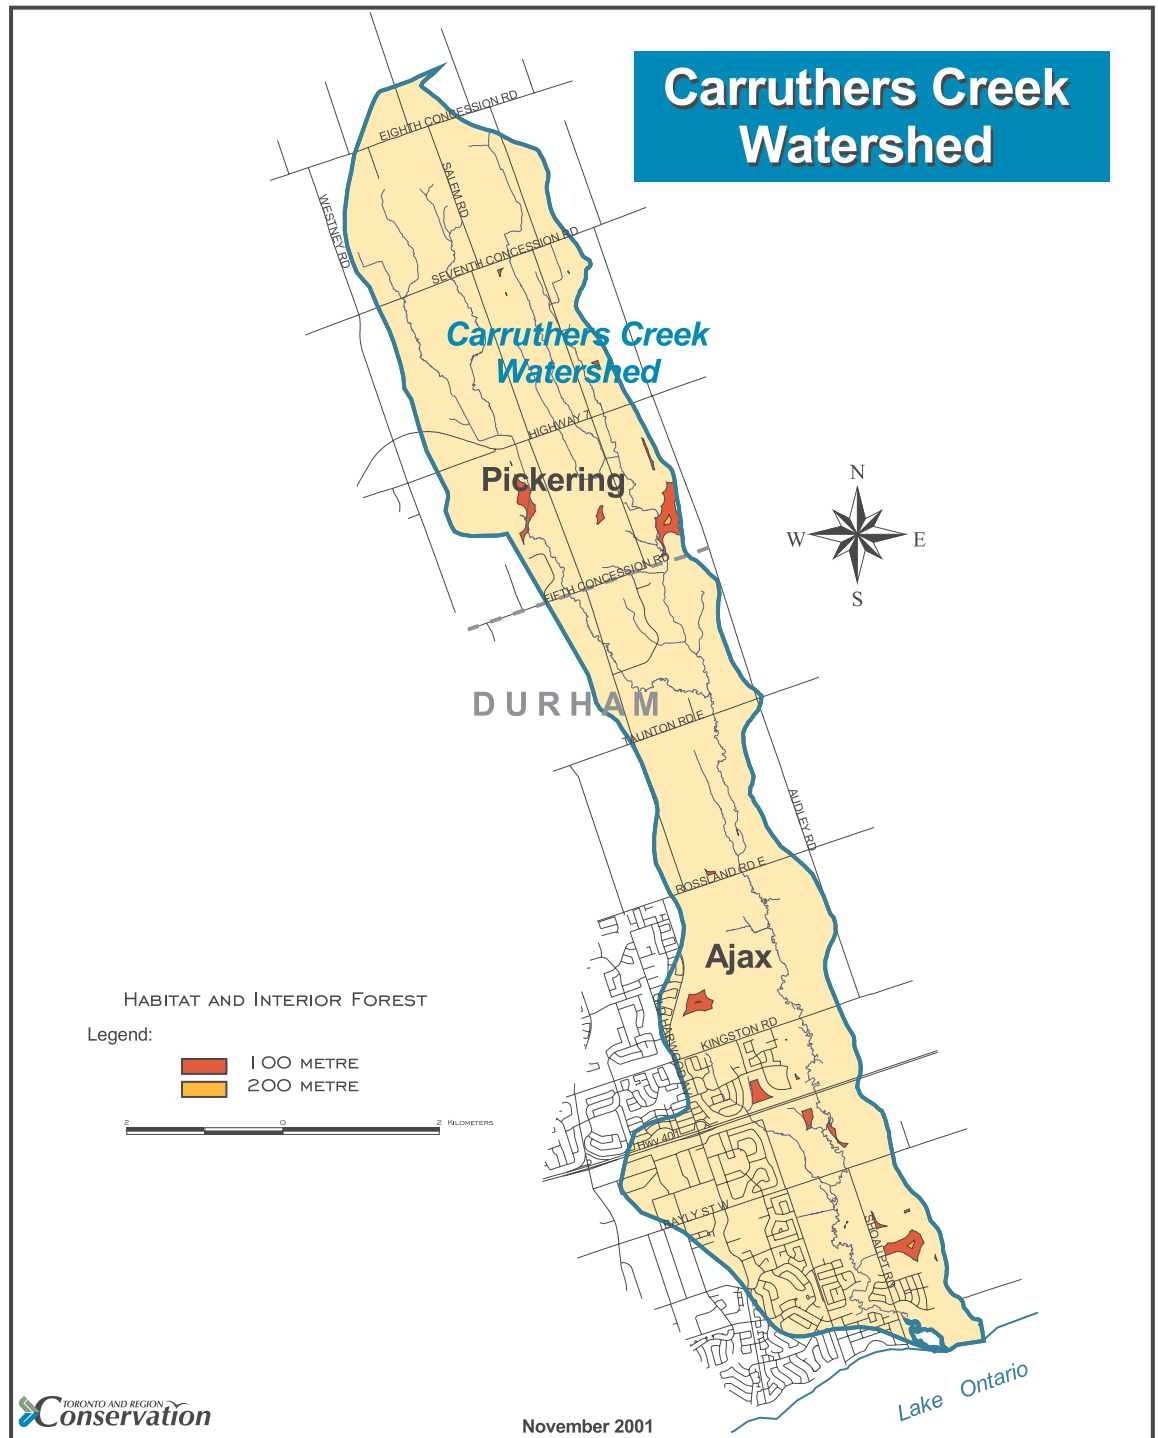 Carruthers Creek
Watershed
EIGHTH CONCESSION RD
SALEM RD
WESTNEY RD
SEVENTH CONCESSION RD
Carruthers Creek
Watershed
HIGHWAY 7
Pickering
N
W
E
S
FIFTH CONCESSION RD
DURHAM
TAUNTON RD E
AUDLEY RD
ROSSLAND RD E
Ajax
HABITAT AND INTERIOR FOREST
Legend:
100 METRE
200 METRE
2 0 2 KILOMETERS
KINGSTON RD
Hwy 401
BAYLY ST W
SHOAL PT RD
Lake Ontario
TORONTO AND REGION
Conservation
November 2001